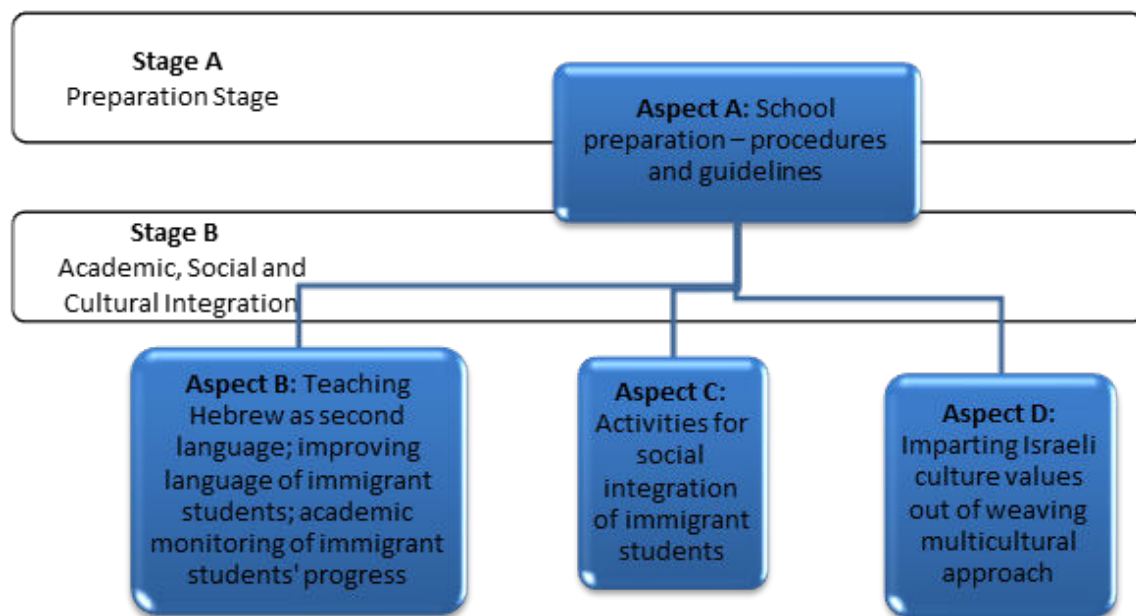 Stage A
Preparation Stage
Aspect A: School
preparation – procedures
and guidelines
Stage B
Academic, Social and
Cultural Integration
Aspect B: Teaching
Hebrew as second
language; improving
language of immigrant
students; academic
monitoring of immigrant
students' progress
Aspect C:
Activities for
social
integration
of immigrant
students
Aspect D:
Imparting Israeli
culture values
out of weaving
multicultural
approach